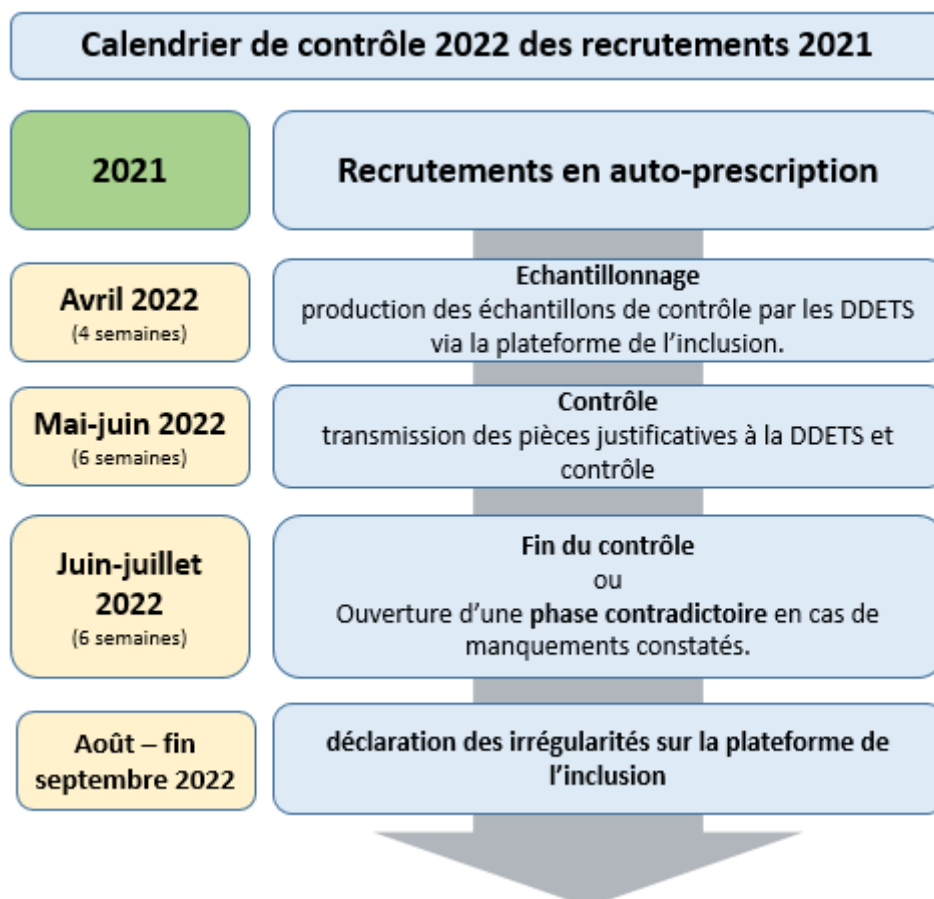 Calendrier de contrôle 2022 des recrutements 2021
2021
Recrutements en auto-prescription
Avril 2022
(4 semaines)
Echantillonnage
production des échantillons de contrôle par les DDETS
via la plateforme de l'inclusion.
Mai-juin 2022
(6 semaines)
Contrôle
transmission des pièces justificatives à la DDETS et
contrôle
Juin-juillet
2022
(6 semaines)
Fin du contrôle
ou
Ouverture d'une phase contradictoire en cas de
manquements constatés.
Août – fin
septembre 2022
déclaration des irrégularités sur la plateforme de
l'inclusion